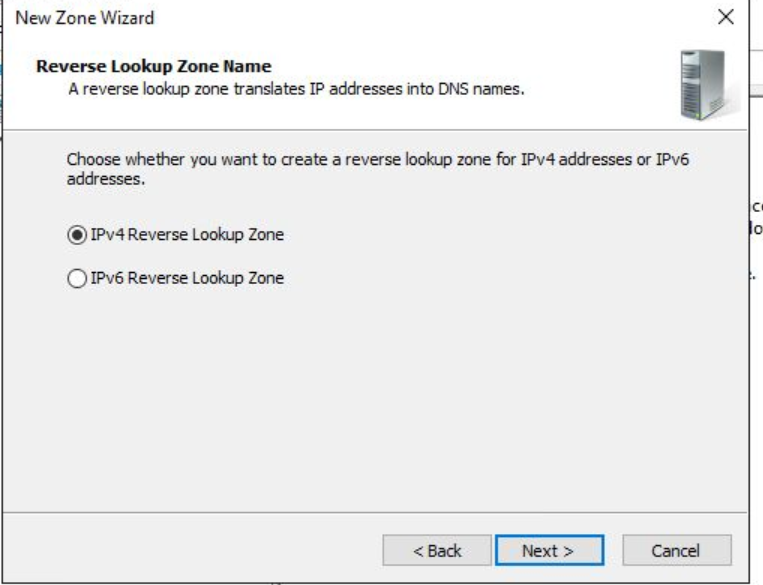 New Zone Wizard
Reverse Lookup Zone Name
A reverse lookup zone translates IP addresses into DNS names.
Choose whether you want to create a reverse lookup zone for IPv4 addresses or IPv6
addresses.
IPv4 Reverse Lookup Zone
IPv6 Reverse Lookup Zone
< Back
Next >
Cancel